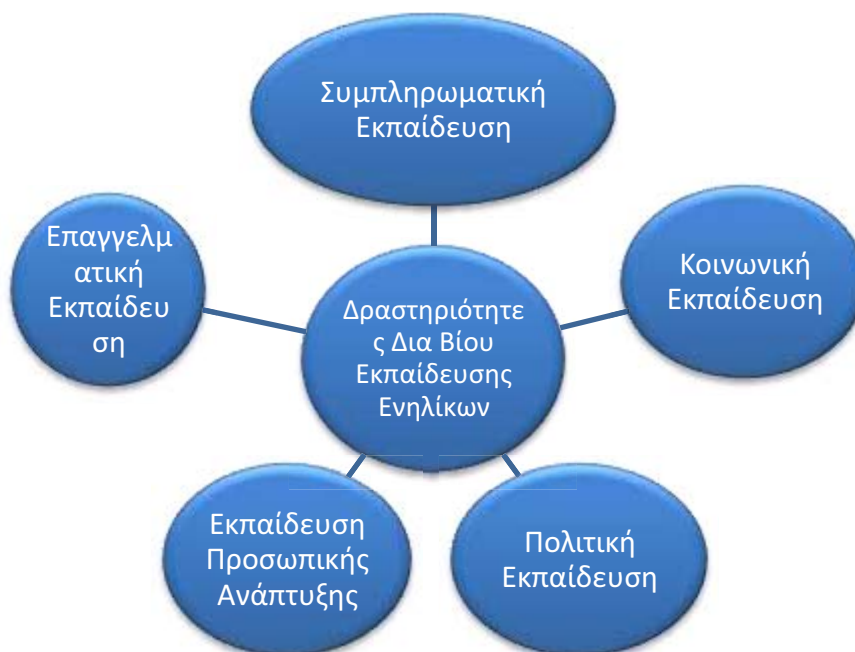 Συμπληρωματική
Εκπαίδευση
Επαγγελμ
ατική
Εκπαίδευ
ση
Κοινωνική
Εκπαίδευση
Δραστηριότητε
ς Δια Βίου
Εκπαίδευσης
Ενηλίκων
Εκπαίδευση
Προσωπικής
Ανάπτυξης
Πολιτική
Εκπαίδευση